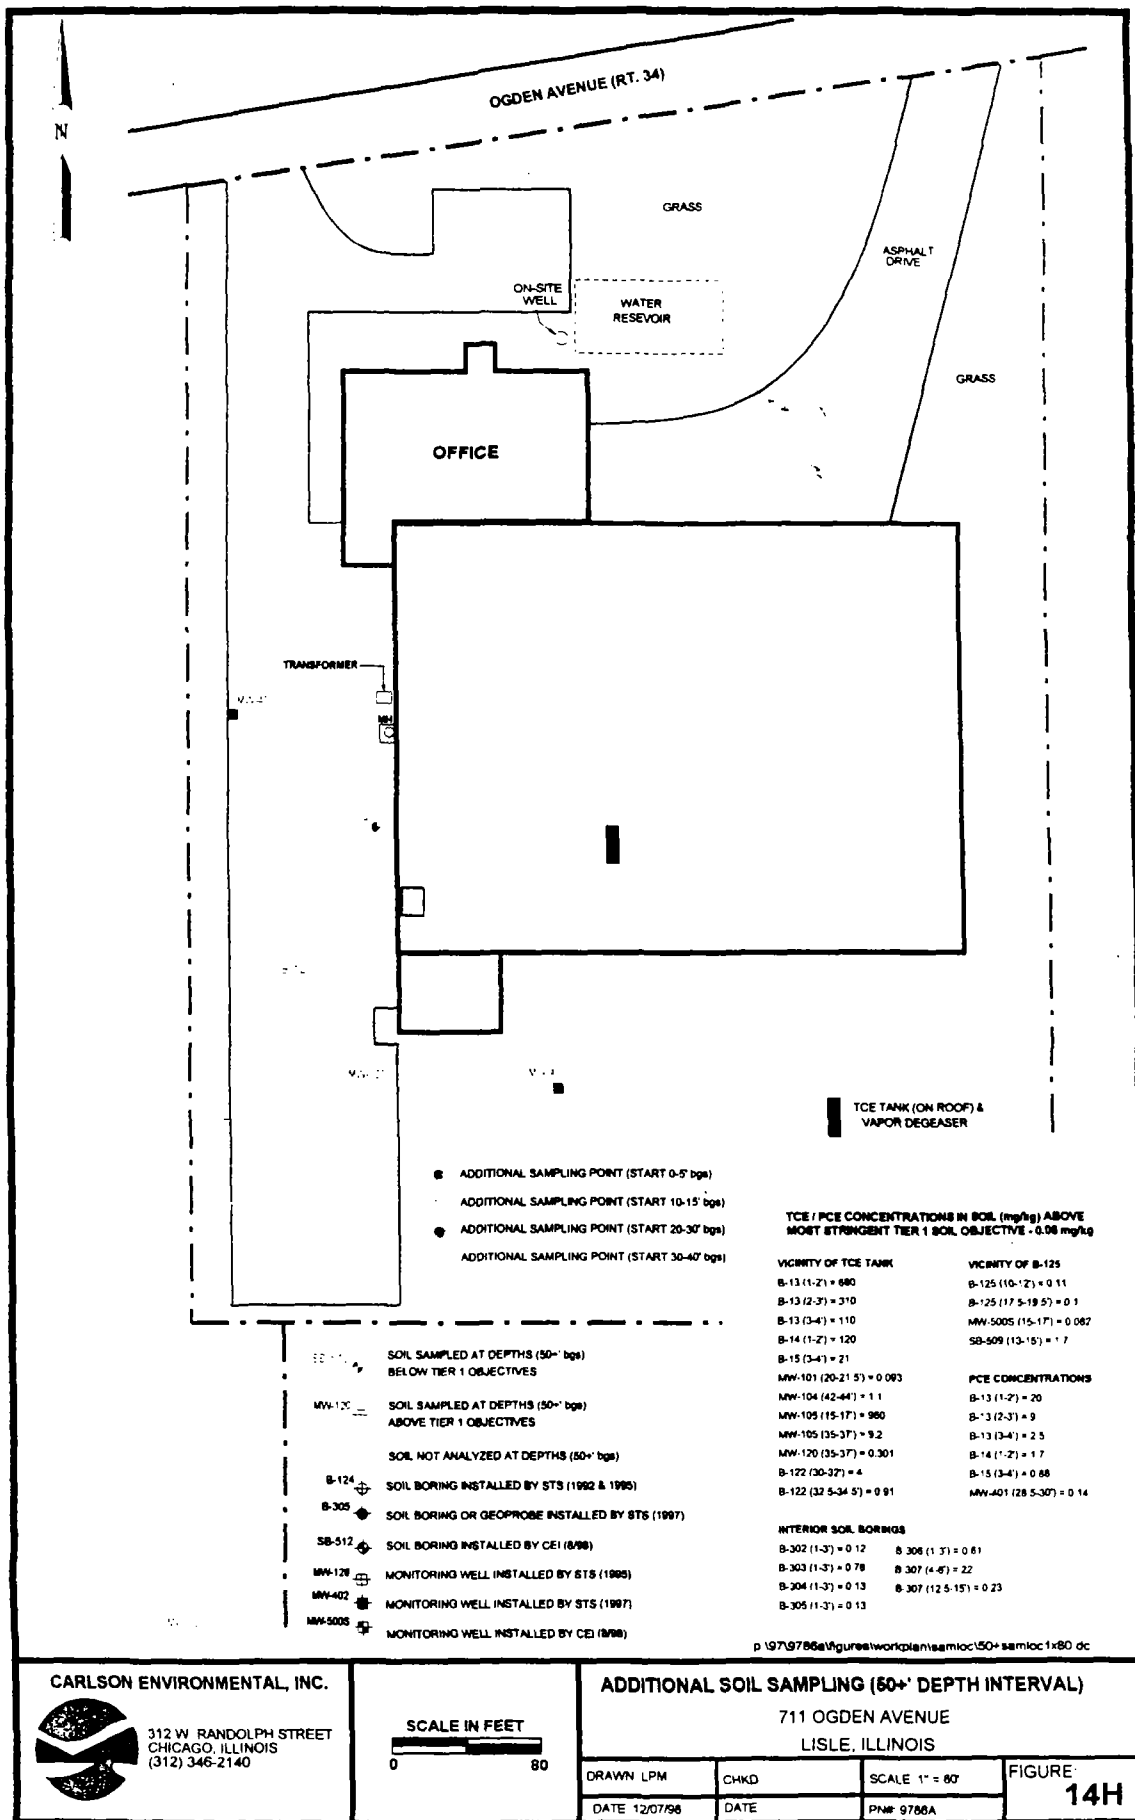 OGDEN AVENUE (RT. 34)
N
GRASS
ASPHALT
DRIVE
ON-SITE
WELL
WATER
RESEVOIR
GRASS
OFFICE
TRANSFORMER
MH
TCE TANK (ON ROOF) &
VAPOR DEGEASER
ADDITIONAL SAMPLING POINT (START 0-5' bgs)
ADDITIONAL SAMPLING POINT (START 10-15' bgs)
ADDITIONAL SAMPLING POINT (START 20-30' bgs)
ADDITIONAL SAMPLING POINT (START 30-40' bgs)
TCE / PCE CONCENTRATIONS IN SOIL (mg/kg) ABOVE
MOST STRINGENT TIER 1 SOIL OBJECTIVE - 0.06 mg/kg
VICINITY OF TCE TANK
B-13 (1-2') = 680
B-13 (2-3') = 310
B-13 (3-4') = 110
B-14 (1-2') = 120
B-15 (3-4') = 21
MW-101 (20-21 5') = 0.093
MW-104 (42-44') = 1 1
MW-105 (15-17') = 960
MW-105 (35-37') = 9.2
MW-120 (35-37') = 0.301
B-122 (30-32') = 4
B-122 (32 5-34 5') = 0 91
VICINITY OF B-125
B-125 (10-12') = 0 11
B-125 (17 5-19 5') = 0 1
MW-500S (15-17') = 0.062
SB-509 (13-15') = 1 7
PCE CONCENTRATIONS
B-13 (1-2') = 20
B-13 (2-3') = 9
B-13 (3-4') = 2 5
B-14 (1-2') = 1 7
B-15 (3-4') = 0 88
MW-401 (28 5-30') = 0 14
INTERIOR SOIL BORINGS
B-302 (1-3') = 0 12
B-303 (1-3') = 0 78
B-304 (1-3') = 0 13
B-305 (1-3') = 0 13
B 306 (1 3') = 0 61
B 307 (4-6') = 22
B-307 (12 5-15') = 0 23
SOIL SAMPLED AT DEPTHS (50+' bgs)
BELOW TIER 1 OBJECTIVES
MW-120
SOIL SAMPLED AT DEPTHS (50+' bgs)
ABOVE TIER 1 OBJECTIVES
SOIL NOT ANALYZED AT DEPTHS (50+' bgs)
B-124 SOIL BORING INSTALLED BY STS (1992 & 1995)
B-305 SOIL BORING OR GEOPROBE INSTALLED BY STS (1997)
SB-512 SOIL BORING INSTALLED BY CEI (8/98)
MW-128 MONITORING WELL INSTALLED BY STS (1995)
MW-402 MONITORING WELL INSTALLED BY STS (1997)
MW-500S MONITORING WELL INSTALLED BY CEI (8/98)
p \97\9786a\figures\workplan\samloc\50+ samloc 1x80 dc
CARLSON ENVIRONMENTAL, INC.
312 W RANDOLPH STREET
CHICAGO, ILLINOIS
(312) 346-2140
SCALE IN FEET
0 80
ADDITIONAL SOIL SAMPLING (50+' DEPTH INTERVAL)
711 OGDEN AVENUE
LISLE, ILLINOIS
DRAWN LPM
CHKD
SCALE 1" = 80'
FIGURE:
14H
DATE 12/07/98
DATE
PN# 9786A